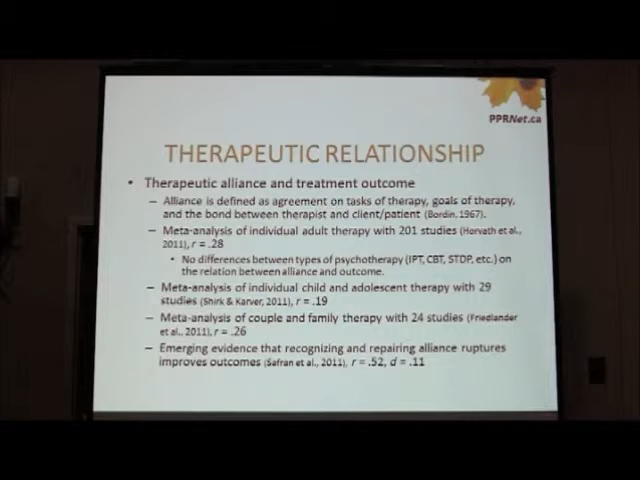 PPRNet.ca
THERAPEUTIC RELATIONSHIP
• Therapeutic alliance and treatment outcome
– Alliance is defined as agreement on tasks of therapy, goals of therapy,
and the bond between therapist and client/patient (Bordin, 1967).
– Meta-analysis of individual adult therapy with 201 studies (Horvath et al.,
2011), r = .28
• No differences between types of psychotherapy (IPT, CBT, STDP, etc.) on
the relation between alliance and outcome.
– Meta-analysis of individual child and adolescent therapy with 29
studies (Shirk & Karver, 2011), r = .19
– Meta-analysis of couple and family therapy with 24 studies (Friedlander
et al., 2011), r = .26
– Emerging evidence that recognizing and repairing alliance ruptures
improves outcomes (Safran et al., 2011), r = .52, d = .11